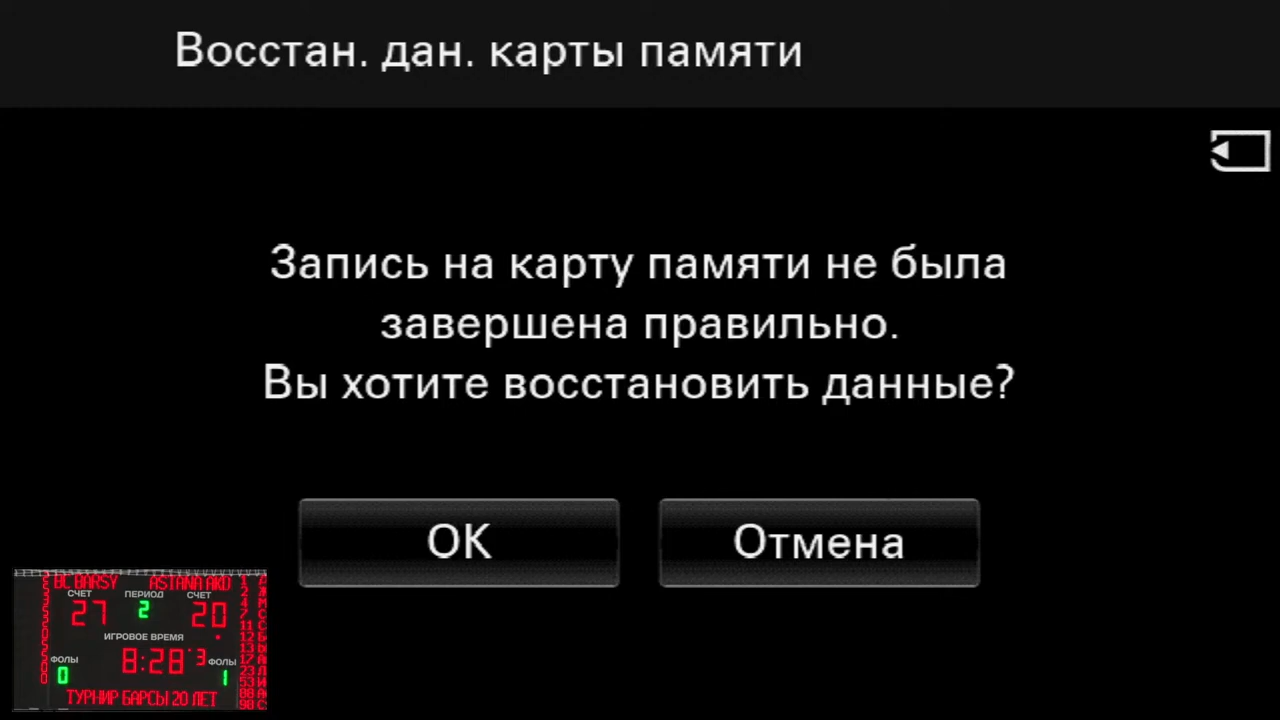 Восстан. дан. карты памяти
Запись на карту памяти не была
завершена правильно.
Вы хотите восстановить данные?
OK
Отмена
BC BARSY ASTANA AKD
СЧЕТ ПЕРИОД СЧЕТ
27 2 20
ИГРОВОЕ ВРЕМЯ
8:28 3
ФОЛЫ ФОЛЫ
0 1
ТУРНИР БАРСЫ 20 ЛЕТ